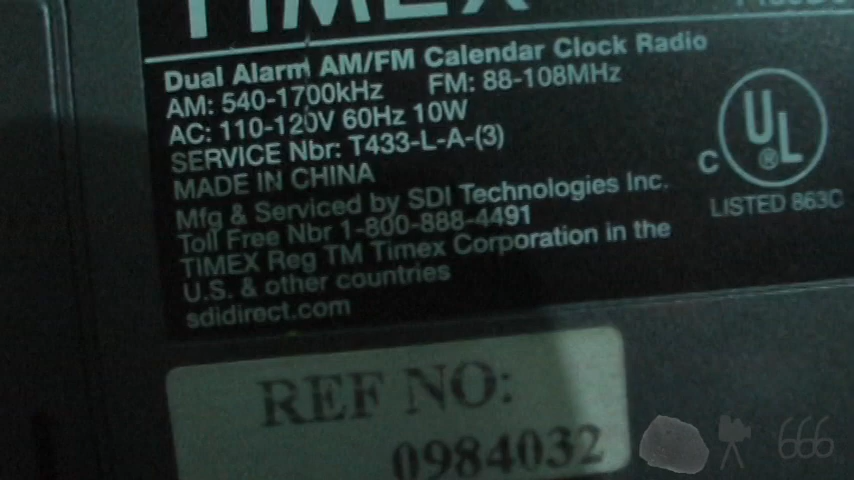 TIMEX
Dual Alarm AM/FM Calendar Clock Radio
AM: 540-1700kHz FM: 88-108MHz
AC: 110-120V 60Hz 10W
SERVICE Nbr: T433-L-A-(3)
MADE IN CHINA
Mfg & Serviced by SDI Technologies Inc.
Toll Free Nbr 1-800-888-4491
TIMEX Reg TM Timex Corporation in the
U.S. & other countries
sdidirect.com
C UL ®
LISTED 863C
REF NO:
0984032
666